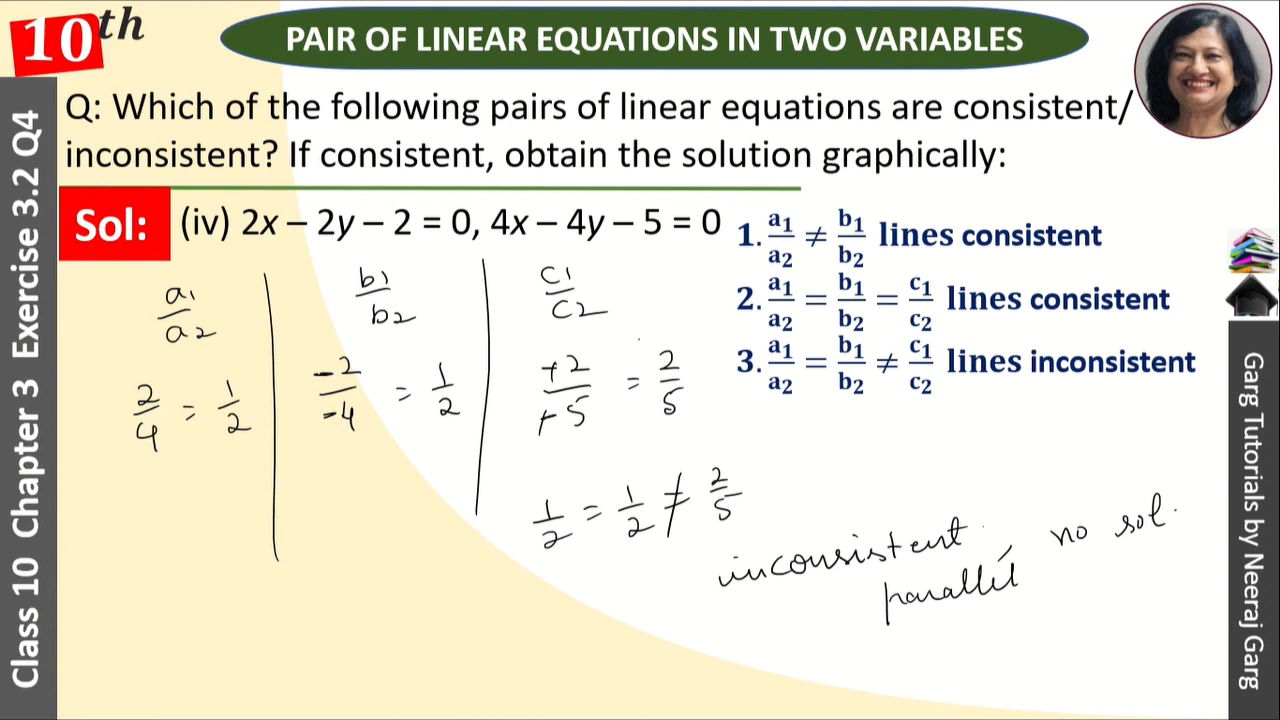 10th
PAIR OF LINEAR EQUATIONS IN TWO VARIABLES
Q: Which of the following pairs of linear equations are consistent/
inconsistent? If consistent, obtain the solution graphically:
Sol: (iv) 2x – 2y – 2 = 0, 4x – 4y – 5 = 0
1. a₁/a₂ ≠ b₁/b₂ lines consistent
2. a₁/a₂ = b₁/b₂ = c₁/c₂ lines consistent
3. a₁/a₂ = b₁/b₂ ≠ c₁/c₂ lines inconsistent
a₁/a₂ b₁/b₂ c₁/c₂
2/4 = 1/2 -2/-4 = 1/2 +2/+5 = 2/5
1/2 = 1/2 ≠ 2/5
inconsistent, no sol.
parallel
Class 10 Chapter 3 Exercise 3.2 Q4
Garg Tutorials by Neeraj Garg